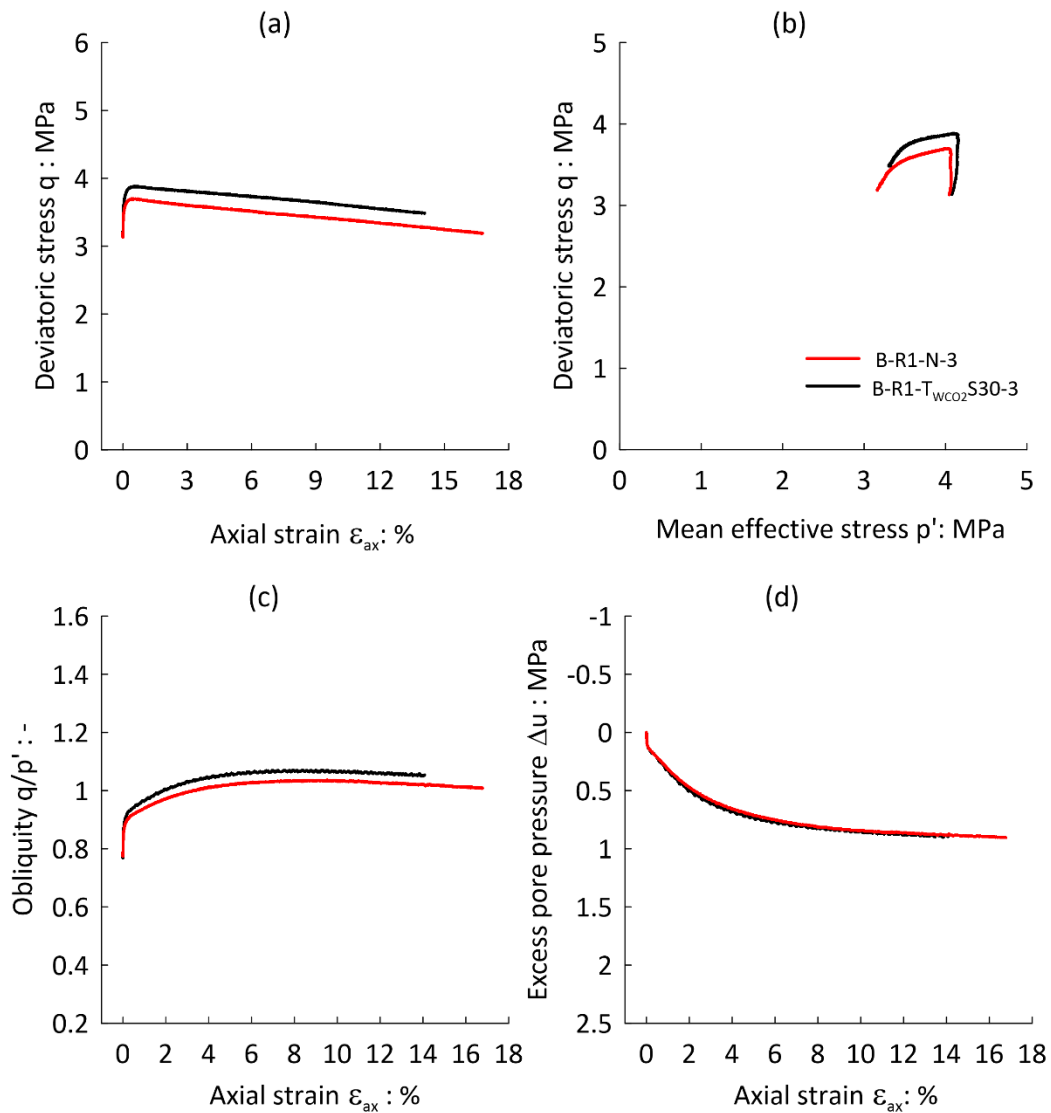 (a)
6
5
4
3
2
1
0
Deviatoric stress q : MPa
0 3 6 9 12 15 18
Axial strain εax: %
(b)
5
4
3
2
1
0
Deviatoric stress q : MPa
B-R1-N-3
B-R1-TWCO2S30-3
0 1 2 3 4 5
Mean effective stress p': MPa
(c)
1.6
1.4
1.2
1
0.8
0.6
0.4
0.2
Obliquity q/p' : -
0 2 4 6 8 10 12 14 16 18
Axial strain εax: %
(d)
-1
-0.5
0
0.5
1
1.5
2
2.5
Excess pore pressure Δu : MPa
0 2 4 6 8 10 12 14 16 18
Axial strain εax: %